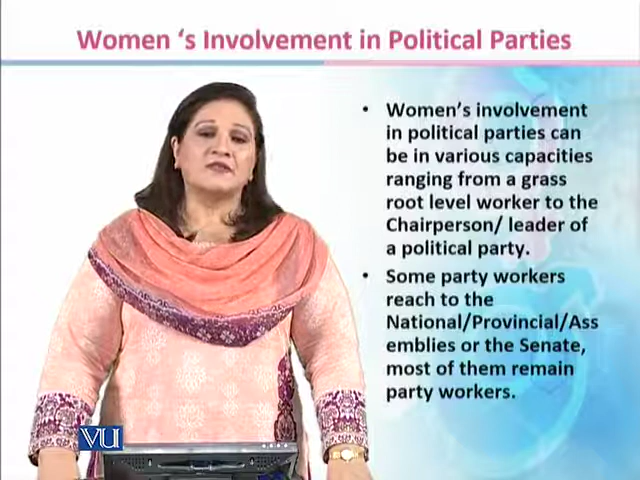 Women ‘s Involvement in Political Parties
• Women’s involvement
in political parties can
be in various capacities
ranging from a grass
root level worker to the
Chairperson/ leader of
a political party.
• Some party workers
reach to the
National/Provincial/Ass
emblies or the Senate,
most of them remain
party workers.
VU